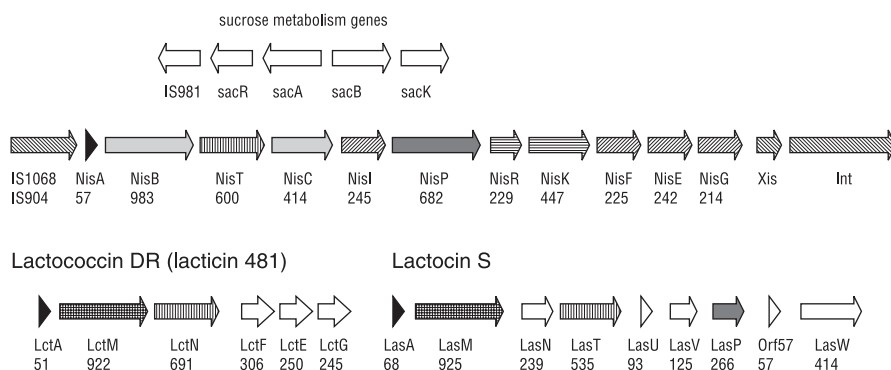 sucrose metabolism genes
IS981 sacR sacA sacB sacK
IS1068 NisA NisB NisT NisC NisI NisP NisR NisK NisF NisE NisG Xis Int
IS904 57 983 600 414 245 682 229 447 225 242 214
Lactococcin DR (lacticin 481) Lactocin S
LctA LctM LctN LctF LctE LctG LasA LasM LasN LasT LasU LasV LasP Orf57 LasW
51 922 691 306 250 245 68 925 239 535 93 125 266 57 414